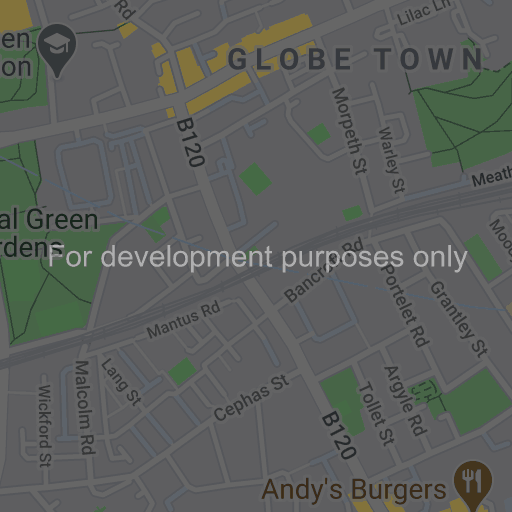 Rd
Lilac Ln
een
on
GLOBE TOWN
B120
Morpeth St
Warley St
Meath
al Green
rdens
For development purposes only
Bancroft Rd
Portelet Rd
Grantley St
Mantus Rd
Lang St
Malcolm Rd
Wickford St
Cephas St
Argyle Rd
Tollet St
B120
Andy's Burgers